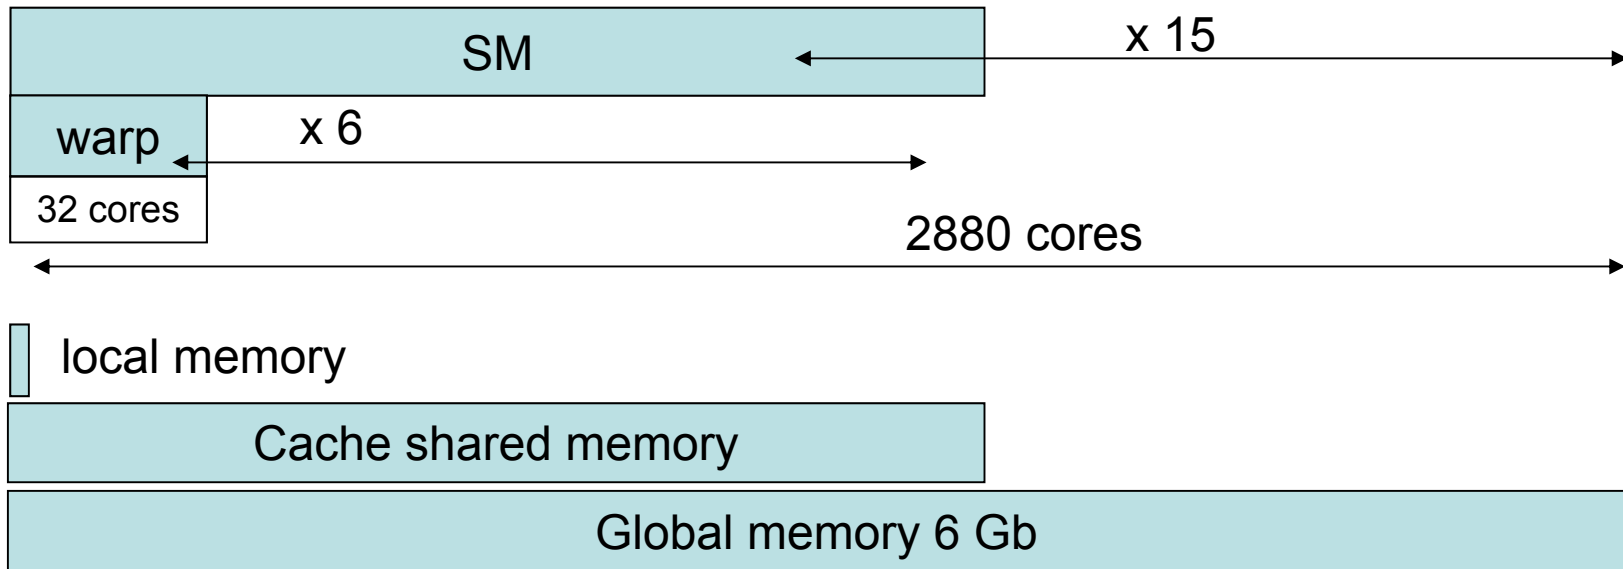 SM
x 15
warp
x 6
32 cores
2880 cores
local memory
Cache shared memory
Global memory 6 Gb